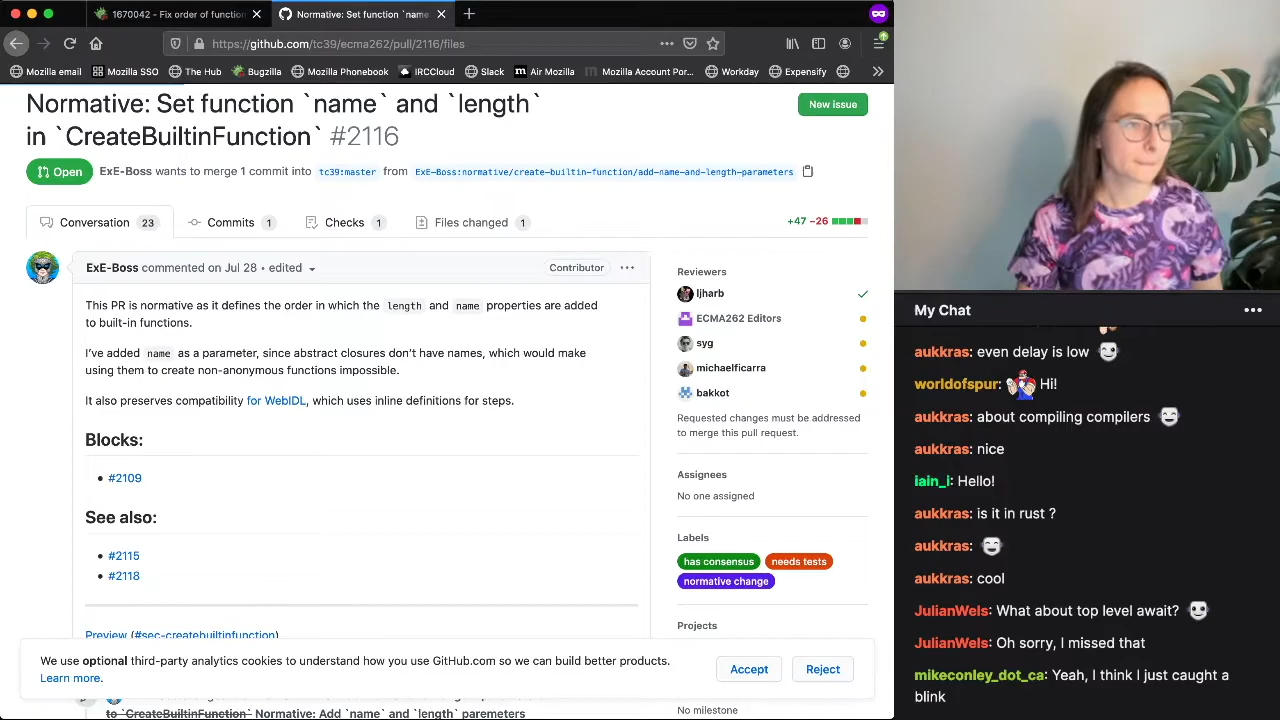 1670042 - Fix order of function
Normative: Set function `name
https://github.com/tc39/ecma262/pull/2116/files
Mozilla email
Mozilla SSO
The Hub
Bugzilla
Mozilla Phonebook
IRCCloud
Slack
Air Mozilla
Mozilla Account Por...
Workday
Expensify
Normative: Set function `name` and `length`
in `CreateBuiltinFunction` #2116
New issue
Open
ExE-Boss wants to merge 1 commit into tc39:master from ExE-Boss:normative/create-builtin-function/add-name-and-length-parameters
Conversation 23
Commits 1
Checks 1
Files changed 1
+47 −26
ExE-Boss commented on Jul 28 • edited
Contributor
This PR is normative as it defines the order in which the length and name properties are added
to built-in functions.
I've added name as a parameter, since abstract closures don't have names, which would make
using them to create non-anonymous functions impossible.
It also preserves compatibility for WebIDL, which uses inline definitions for steps.
Blocks:
• #2109
See also:
• #2115
• #2118
Preview (#sec-createbuiltinfunction)
to `CreateBuiltinFunction` Normative: Add `name` and `length` paremeters
Reviewers
ljharb
ECMA262 Editors
syg
michaelficarra
bakkot
Requested changes must be addressed
to merge this pull request.
Assignees
No one assigned
Labels
has consensus
needs tests
normative change
Projects
No milestone
We use optional third-party analytics cookies to understand how you use GitHub.com so we can build better products.
Learn more.
Accept
Reject
My Chat
aukkras: even delay is low
worldofspur: Hi!
aukkras: about compiling compilers
aukkras: nice
iain_i: Hello!
aukkras: is it in rust ?
aukkras:
aukkras: cool
JulianWels: What about top level await?
JulianWels: Oh sorry, I missed that
mikeconley_dot_ca: Yeah, I think I just caught a
blink